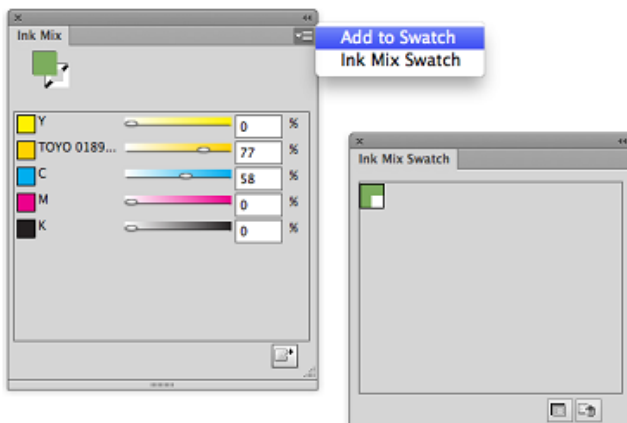 Ink Mix
Add to Swatch
Ink Mix Swatch
Y 0 %
TOYO 0189... 77 %
C 58 %
M 0 %
K 0 %
Ink Mix Swatch